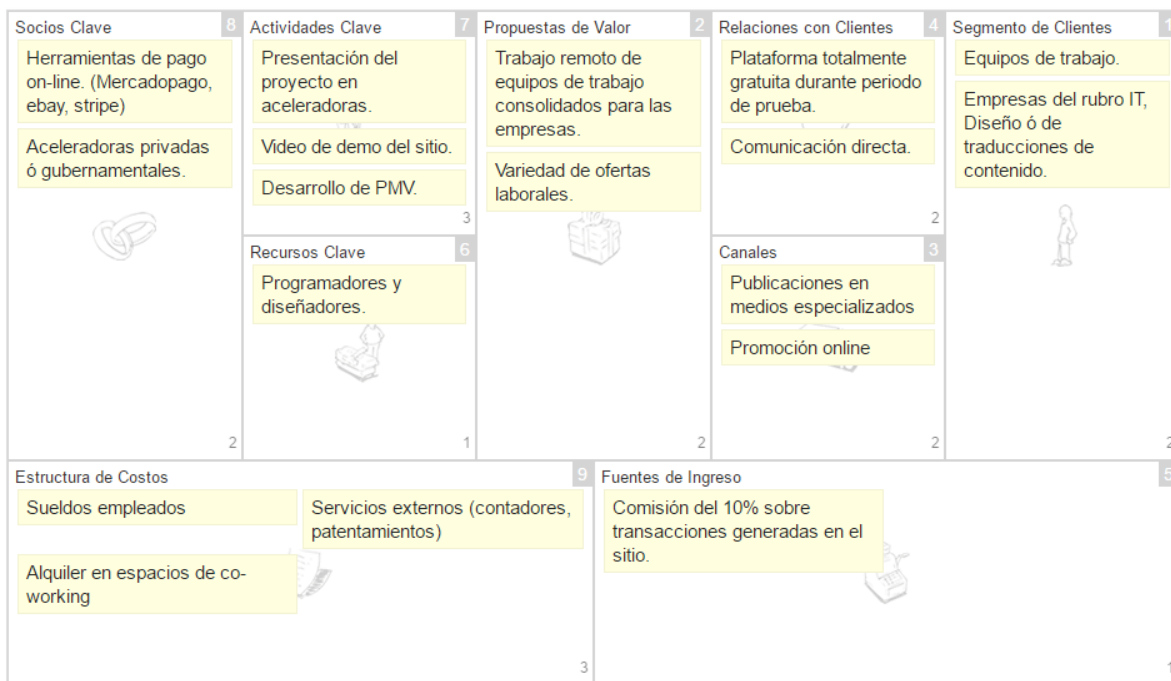 Socios Clave 8
Herramientas de pago
on-line. (Mercadopago,
ebay, stripe)
Aceleradoras privadas
ó gubernamentales.
2
Actividades Clave 7
Presentación del
proyecto en
aceleradoras.
Video de demo del sitio.
Desarrollo de PMV.
3
Recursos Clave 6
Programadores y
diseñadores.
1
Propuestas de Valor 2
Trabajo remoto de
equipos de trabajo
consolidados para las
empresas.
Variedad de ofertas
laborales.
2
Relaciones con Clientes 4
Plataforma totalmente
gratuita durante periodo
de prueba.
Comunicación directa.
2
Canales 3
Publicaciones en
medios especializados
Promoción online
2
Segmento de Clientes 1
Equipos de trabajo.
Empresas del rubro IT,
Diseño ó de
traducciones de
contenido.
2
Estructura de Costos 9
Sueldos empleados
Servicios externos (contadores,
patentamientos)
Alquiler en espacios de co-
working
3
Fuentes de Ingreso 5
Comisión del 10% sobre
transacciones generadas en el
sitio.
1